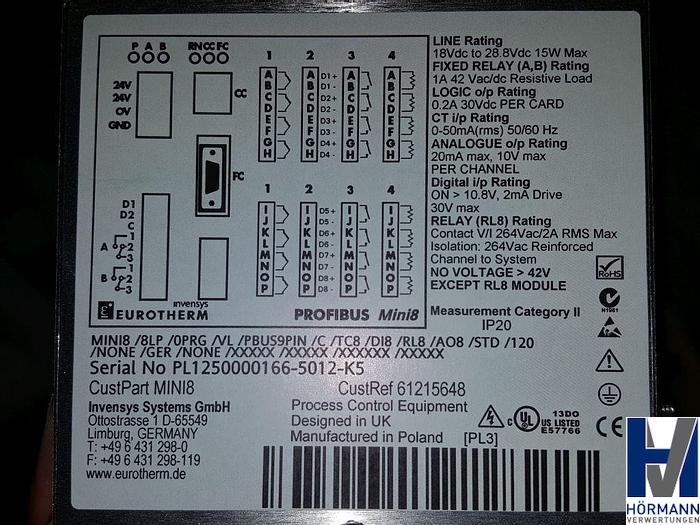 P A B RN CC FC
1 2 3 4
24V
24V
0V
GND
CC
FC
A A D1+ A A
B B D1- B B
C C D2+ C C
D D D2- D D
E E D3+ E E
F F D3- F F
G G D4+ G G
H H D4- H H
1 2 3 4
D1
D2
C
1
A 2
3
1
B 2
3
I I D5+ I I
J J D5- J J
K K D6+ K K
L L D6- L L
M M D7+ M M
N N D7- N N
O O D8+ O O
P P D8- P P
invensys
EUROTHERM
PROFIBUS Mini8
LINE Rating
18Vdc to 28.8Vdc 15W Max
FIXED RELAY (A,B) Rating
1A 42 Vac/dc Resistive Load
LOGIC o/p Rating
0.2A 30Vdc PER CARD
CT i/p Rating
0-50mA(rms) 50/60 Hz
ANALOGUE o/p Rating
20mA max, 10V max
PER CHANNEL
Digital i/p Rating
ON > 10.8V, 2mA Drive
30V max
RELAY (RL8) Rating
Contact V/I 264Vac/2A RMS Max
Isolation: 264Vac Reinforced
Channel to System
NO VOLTAGE > 42V
EXCEPT RL8 MODULE
RoHS
N1961
Measurement Category II
IP20
MINI8 /8LP /0PRG /VL /PBUS9PIN /C /TC8 /DI8 /RL8 /AO8 /STD /120
/NONE /GER /NONE /XXXXX /XXXXXX /XXXXXX /XXXXX
Serial No PL1250000166-5012-K5
CustPart MINI8 CustRef 61215648
Invensys Systems GmbH
Ottostrasse 1 D-65549
Limburg, GERMANY
T: +49 6 431 298-0
F: +49 6 431 298-119
www.eurotherm.de
Process Control Equipment
Designed in UK
Manufactured in Poland [PL3]
C UL 13DO
US LISTED
E57766
CE
HÖRMANN
VERWERTUNGEN